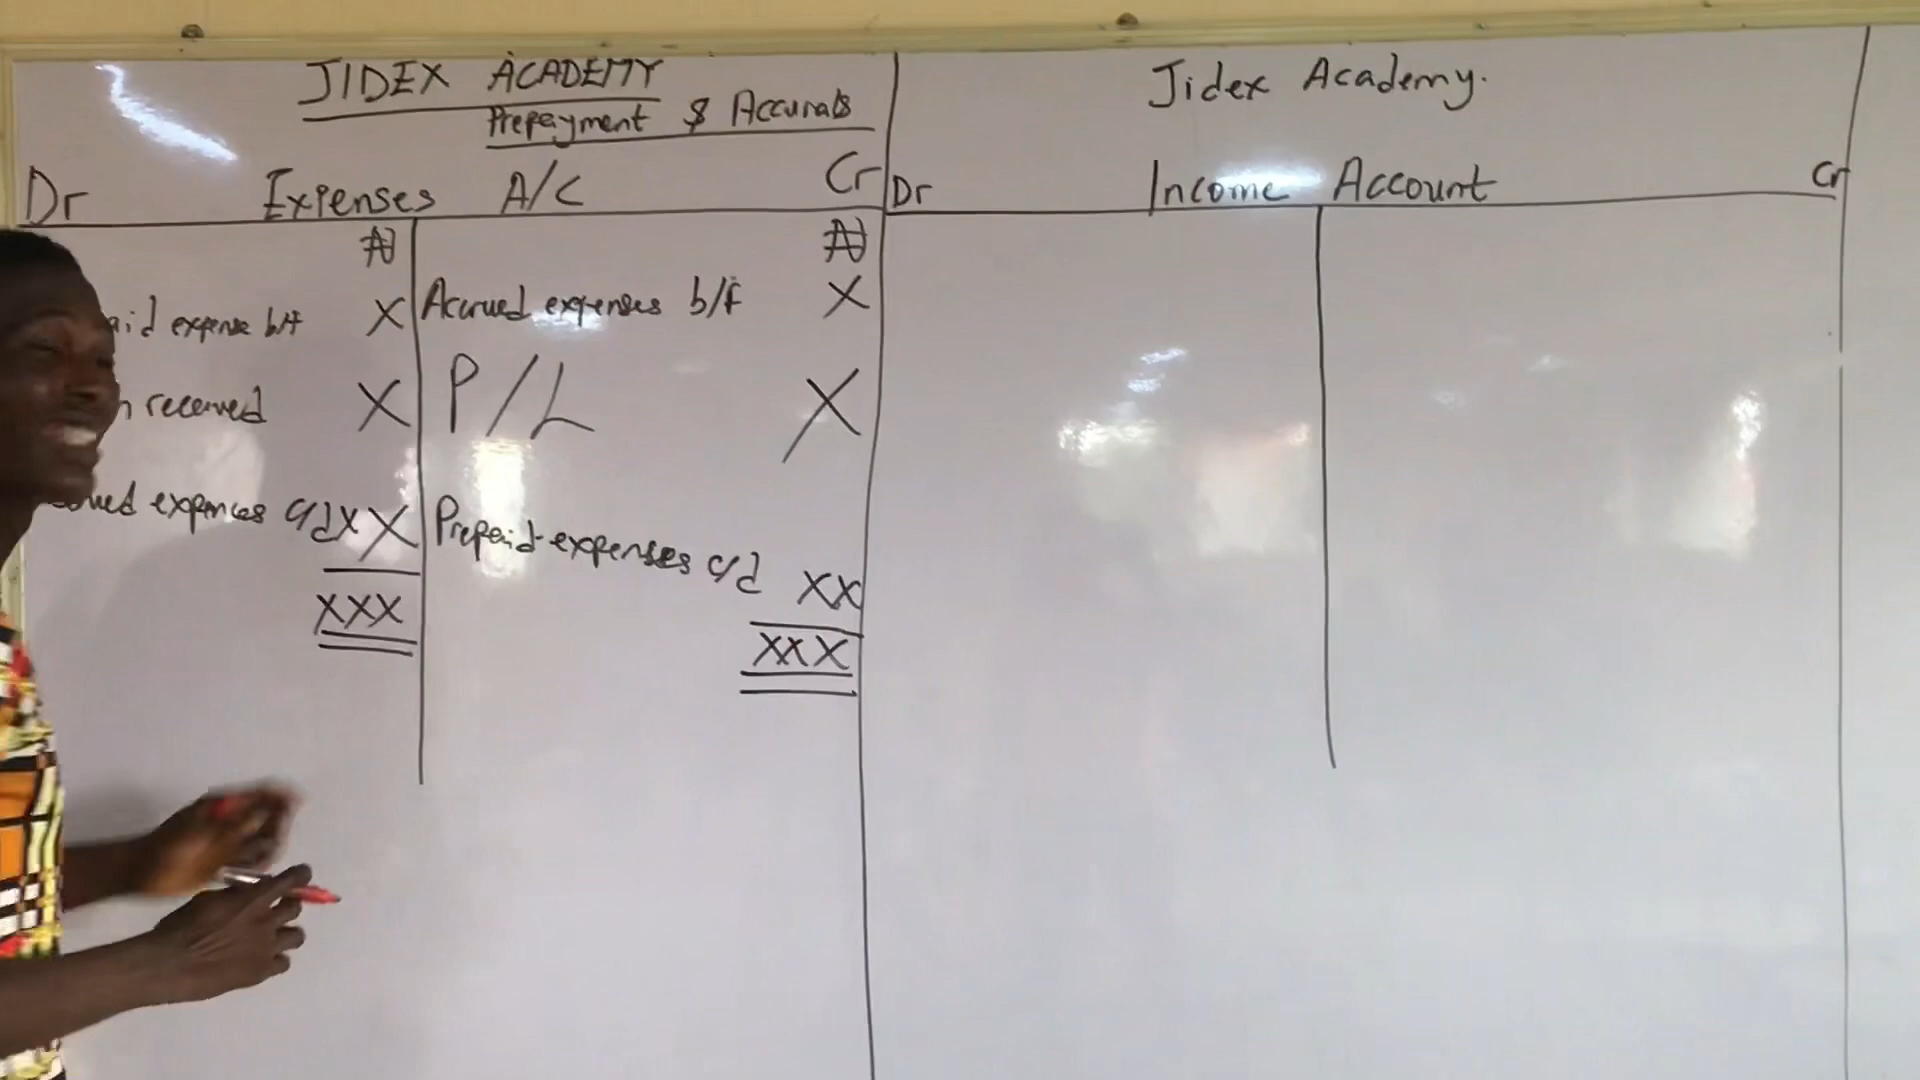 JIDEX ACADEMY
Prepayment $ Accurals
Dr Expenses A/C Cr
₦ ₦
aid expense b/f X Accrued expenses b/f X
n received X P/L X
expences c/d X X Prepaid expenses c/d XX
XXX XXX
Jidex Academy.
Dr Income Account Cr